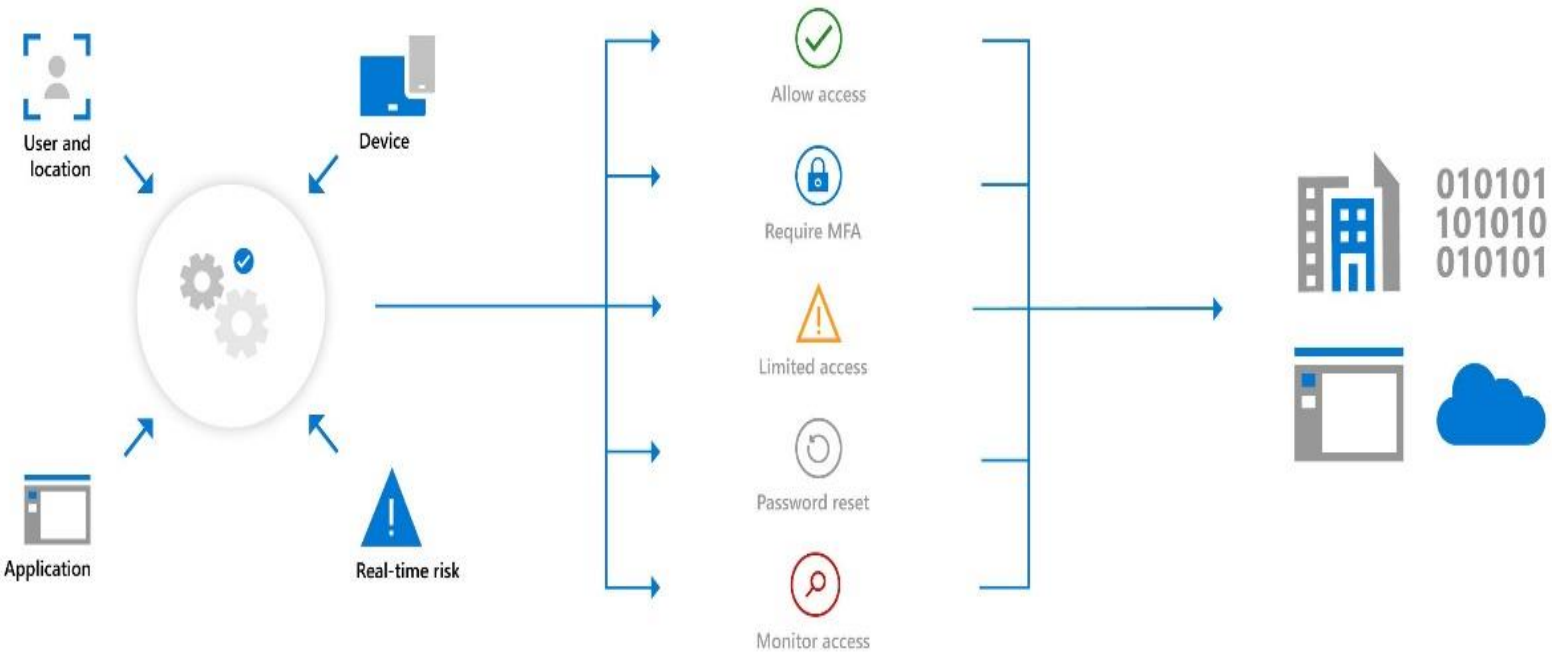 User and
location
Device
Application
Real-time risk
Allow access
Require MFA
Limited access
Password reset
Monitor access
010101
101010
010101